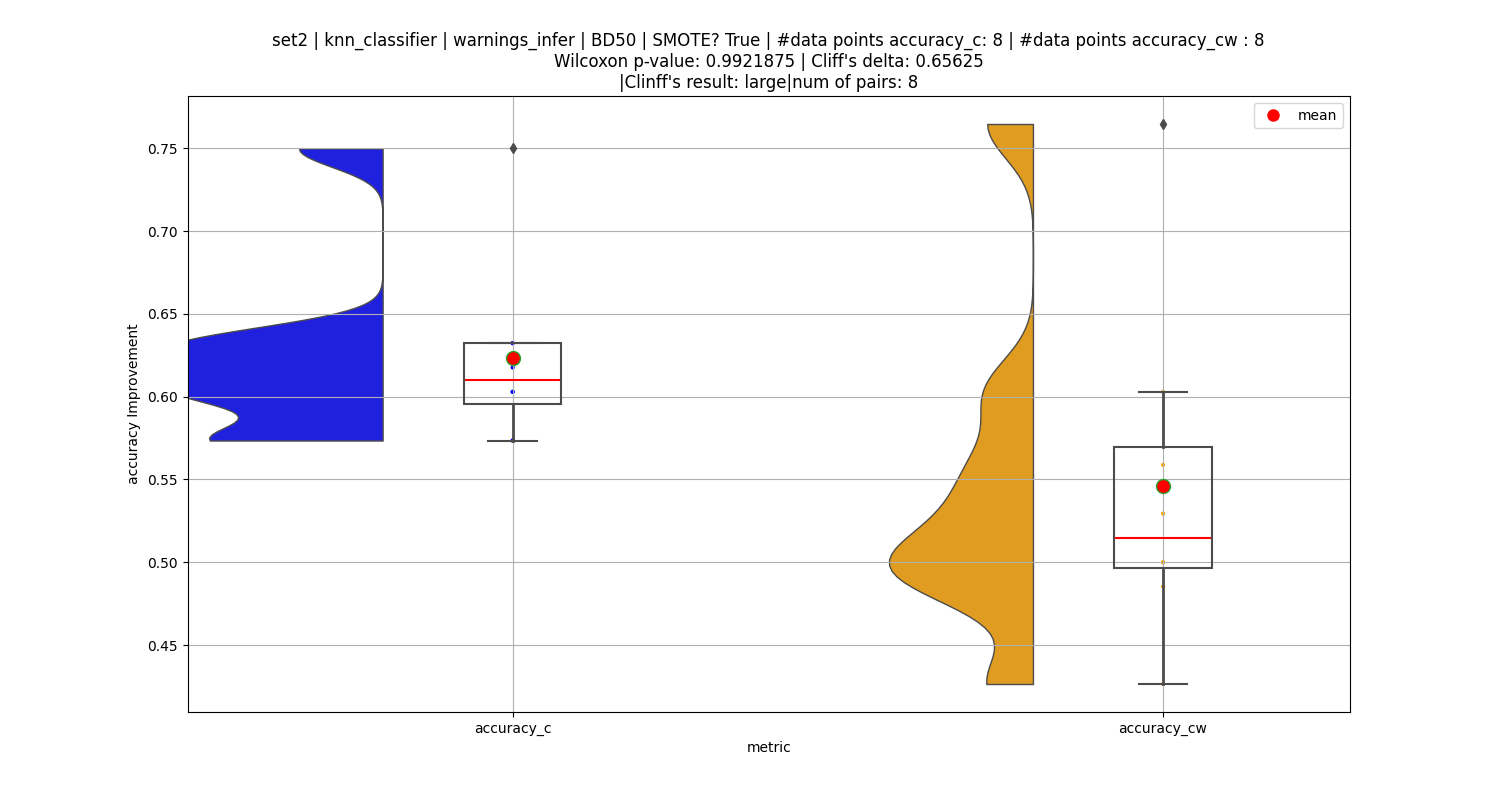 set2 | knn_classifier | warnings_infer | BD50 | SMOTE? True | #data points accuracy_c: 8 | #data points accuracy_cw : 8
Wilcoxon p-value: 0.9921875 | Cliff's delta: 0.65625
|Clinff's result: large|num of pairs: 8
mean
0.75
0.70
0.65
0.60
0.55
0.50
0.45
accuracy Improvement
accuracy_c
accuracy_cw
metric